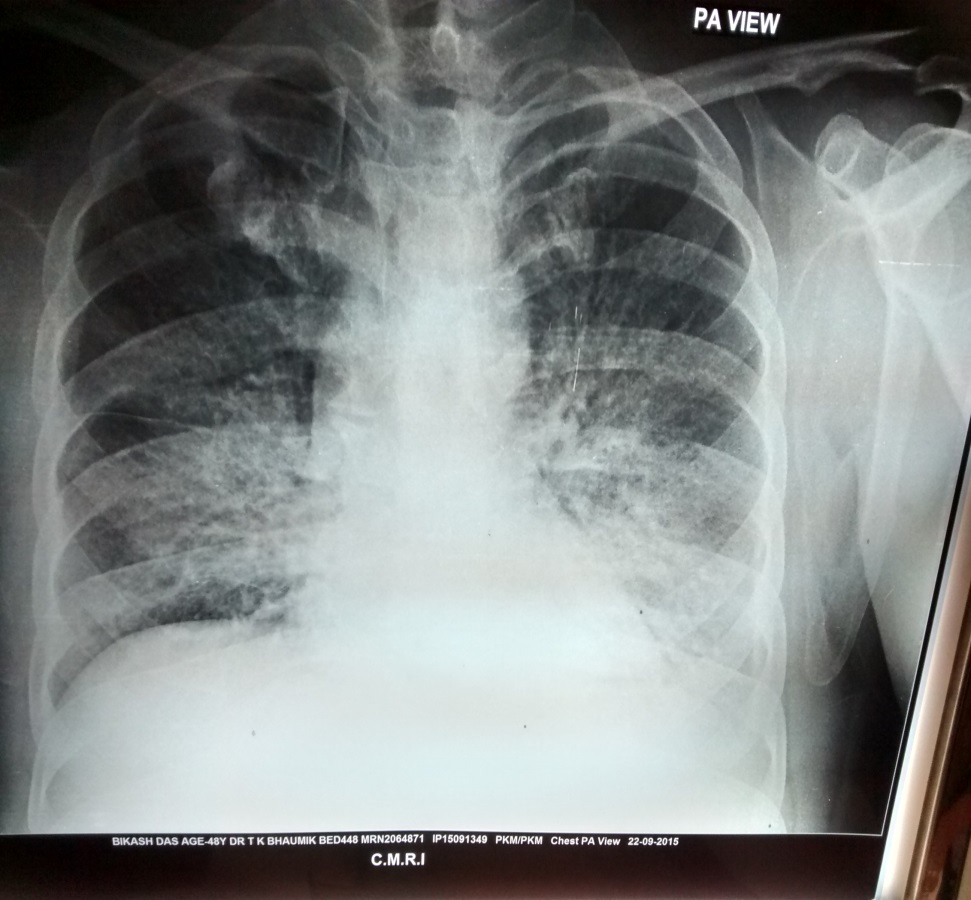 PA VIEW
BIKASH DAS AGE-48Y DR T K BHAUMIK BED448 MRN2064871 IP15091349 PKM/PKM Chest PA View 22-09-2015
C.M.R.I